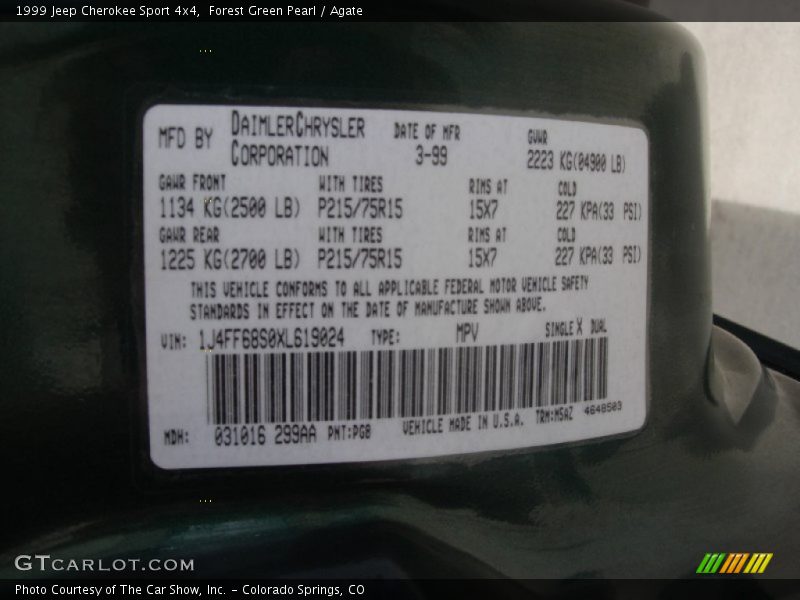 1999 Jeep Cherokee Sport 4x4,  Forest Green Pearl / Agate
MFD BY DAIMLERCHRYSLER CORPORATION DATE OF MFR 3-99 GVWR 2223 KG(04900 LB)
GAWR FRONT WITH TIRES RIMS AT COLD
1134 KG(2500 LB) P215/75R15 15X7 227 KPA(33 PSI)
GAWR REAR WITH TIRES RIMS AT COLD
1225 KG(2700 LB) P215/75R15 15X7 227 KPA(33 PSI)
THIS VEHICLE CONFORMS TO ALL APPLICABLE FEDERAL MOTOR VEHICLE SAFETY
STANDARDS IN EFFECT ON THE DATE OF MANUFACTURE SHOWN ABOVE.
VIN: 1J4FF68S0XL619024 TYPE: MPV SINGLE X DUAL
MDH: 031016 299AA PNT:PG8 VEHICLE MADE IN U.S.A. TRM:M5AZ 4648503
GTCARLOT.COM
Photo Courtesy of The Car Show, Inc. – Colorado Springs, CO